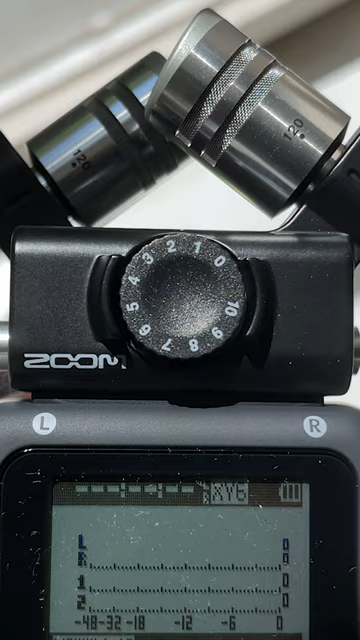 120
120
0 1 2 3 4 5 6 7 8 9 10
ZOOM
L R
--:--:-- XY6
L 0
R 0
1 0
2 0
-48 -32 -18 -12 -6 0